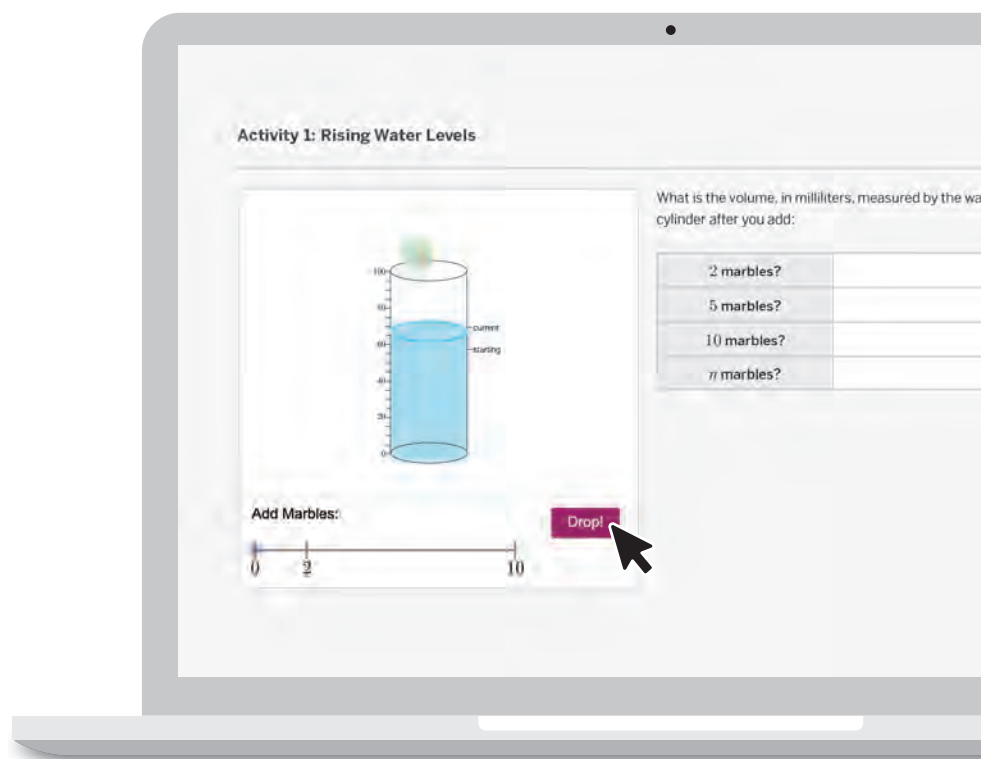 Activity 1: Rising Water Levels
What is the volume, in milliliters, measured by the wa
cylinder after you add:
100
80
60
40
20
0
current
starting
2 marbles?
5 marbles?
10 marbles?
n marbles?
Add Marbles:
Drop!
0 2 10